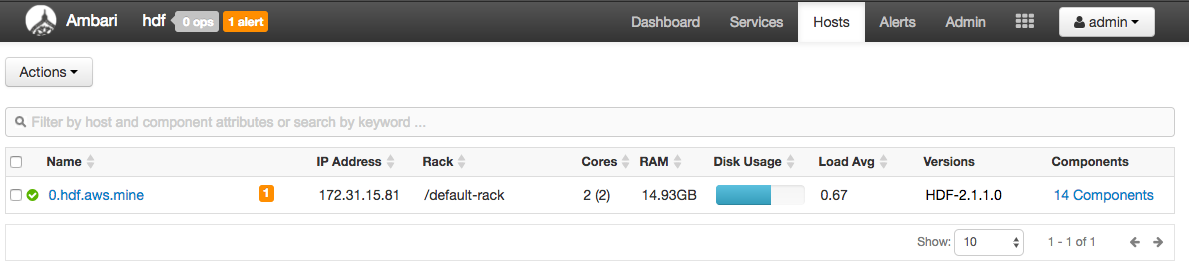 Ambari hdf 0 ops 1 alert Dashboard Services Hosts Alerts Admin admin
Actions
Filter by host and component attributes or search by keyword ...
Name IP Address Rack Cores RAM Disk Usage Load Avg Versions Components
0.hdf.aws.mine 1 172.31.15.81 /default-rack 2 (2) 14.93GB 0.67 HDF-2.1.1.0 14 Components
Show: 10 1 - 1 of 1